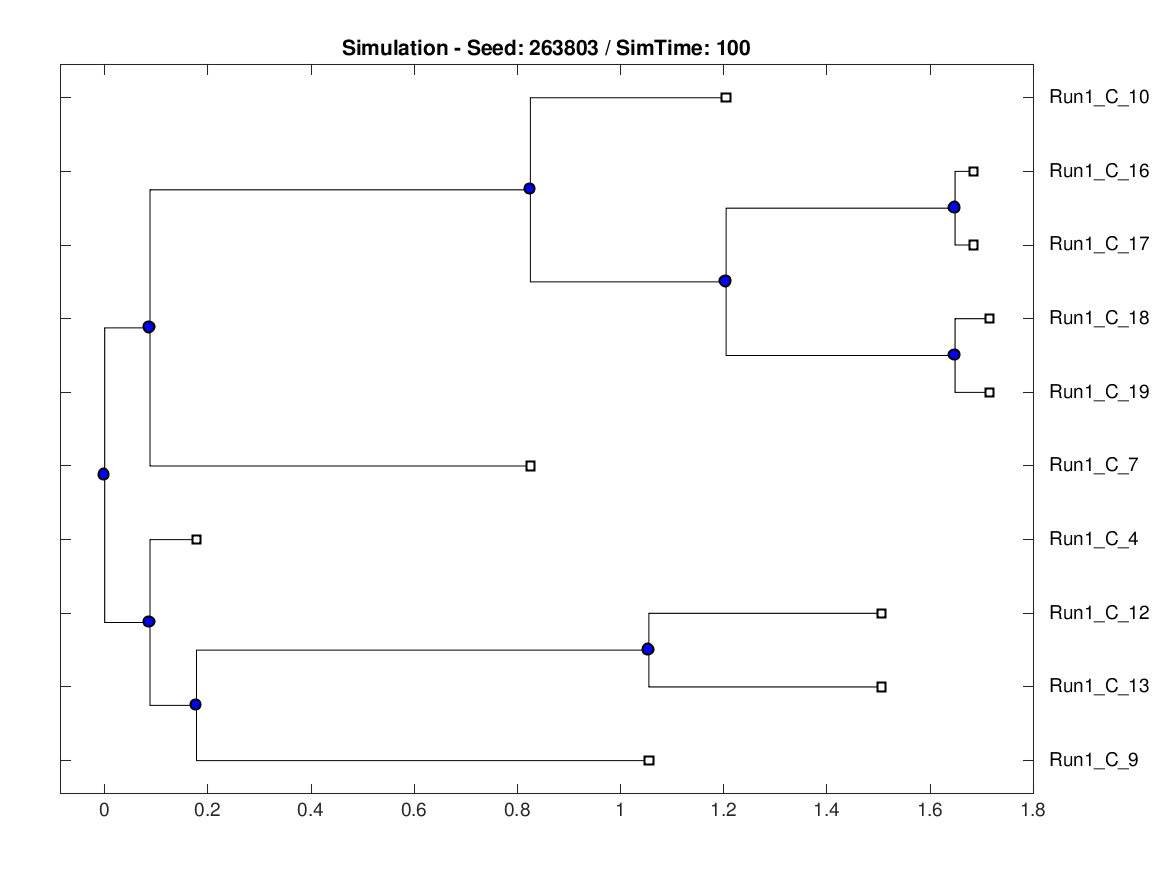 Simulation - Seed: 263803 / SimTime: 100
Run1_C_10
Run1_C_16
Run1_C_17
Run1_C_18
Run1_C_19
Run1_C_7
Run1_C_4
Run1_C_12
Run1_C_13
Run1_C_9
0 0.2 0.4 0.6 0.8 1 1.2 1.4 1.6 1.8